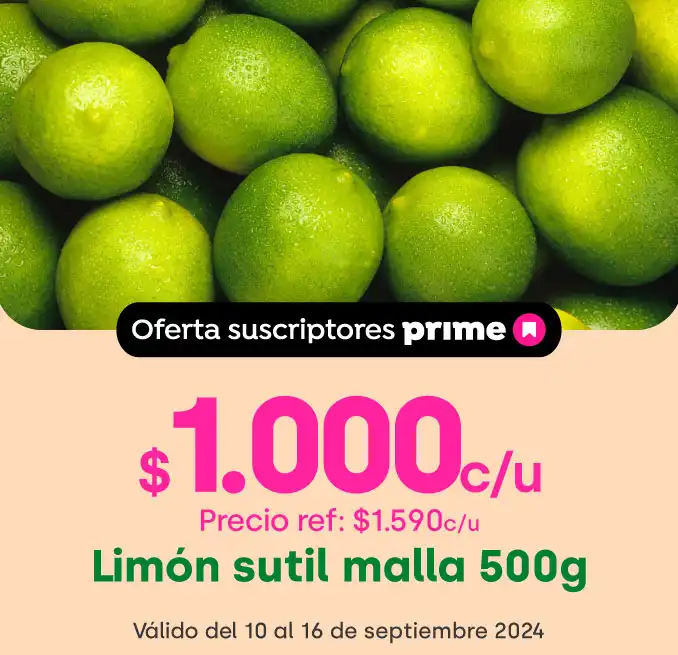 Oferta suscriptores prime
$1.000c/u
Precio ref: $1.590c/u
Limón sutil malla 500g
Válido del 10 al 16 de septiembre 2024